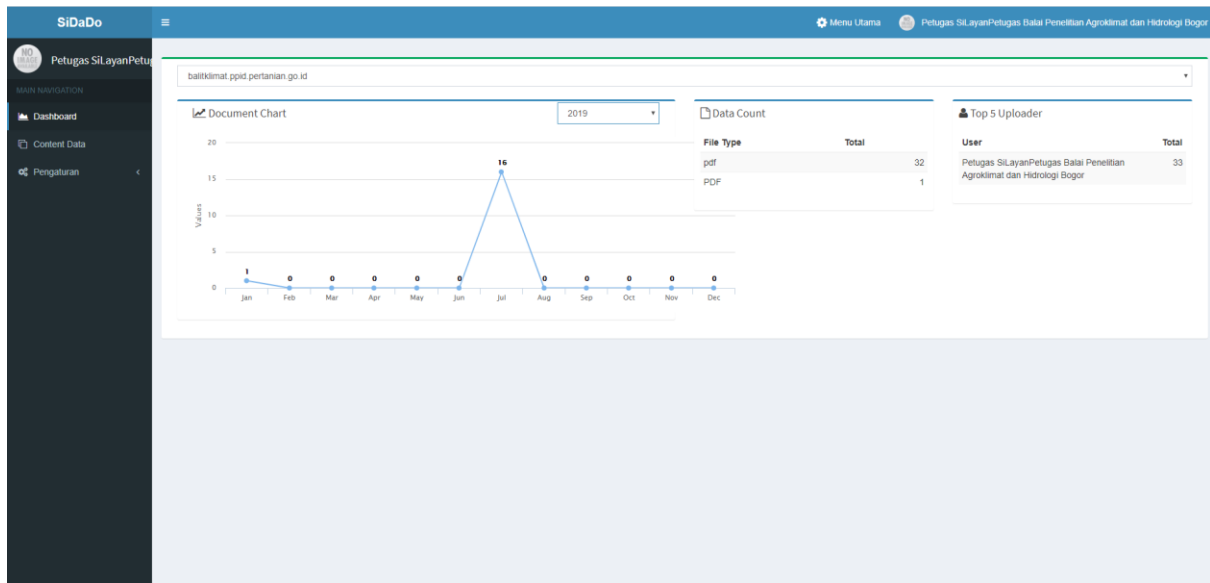 SiDaDo
Menu Utama
Petugas SiLayanPetugas Balai Penelitian Agroklimat dan Hidrologi Bogor
NO
IMAGE
Petugas SiLayanPetug
MAIN NAVIGATION
Dashboard
Content Data
Pengaturan
balitklimat.ppid.pertanian.go.id
Document Chart
2019
20
15
10
5
0
Values
1
0
0
0
0
0
16
0
0
0
0
0
Jan
Feb
Mar
Apr
May
Jun
Jul
Aug
Sep
Oct
Nov
Dec
Data Count
File Type Total
pdf 32
PDF 1
Top 5 Uploader
User Total
Petugas SiLayanPetugas Balai Penelitian 33
Agroklimat dan Hidrologi Bogor